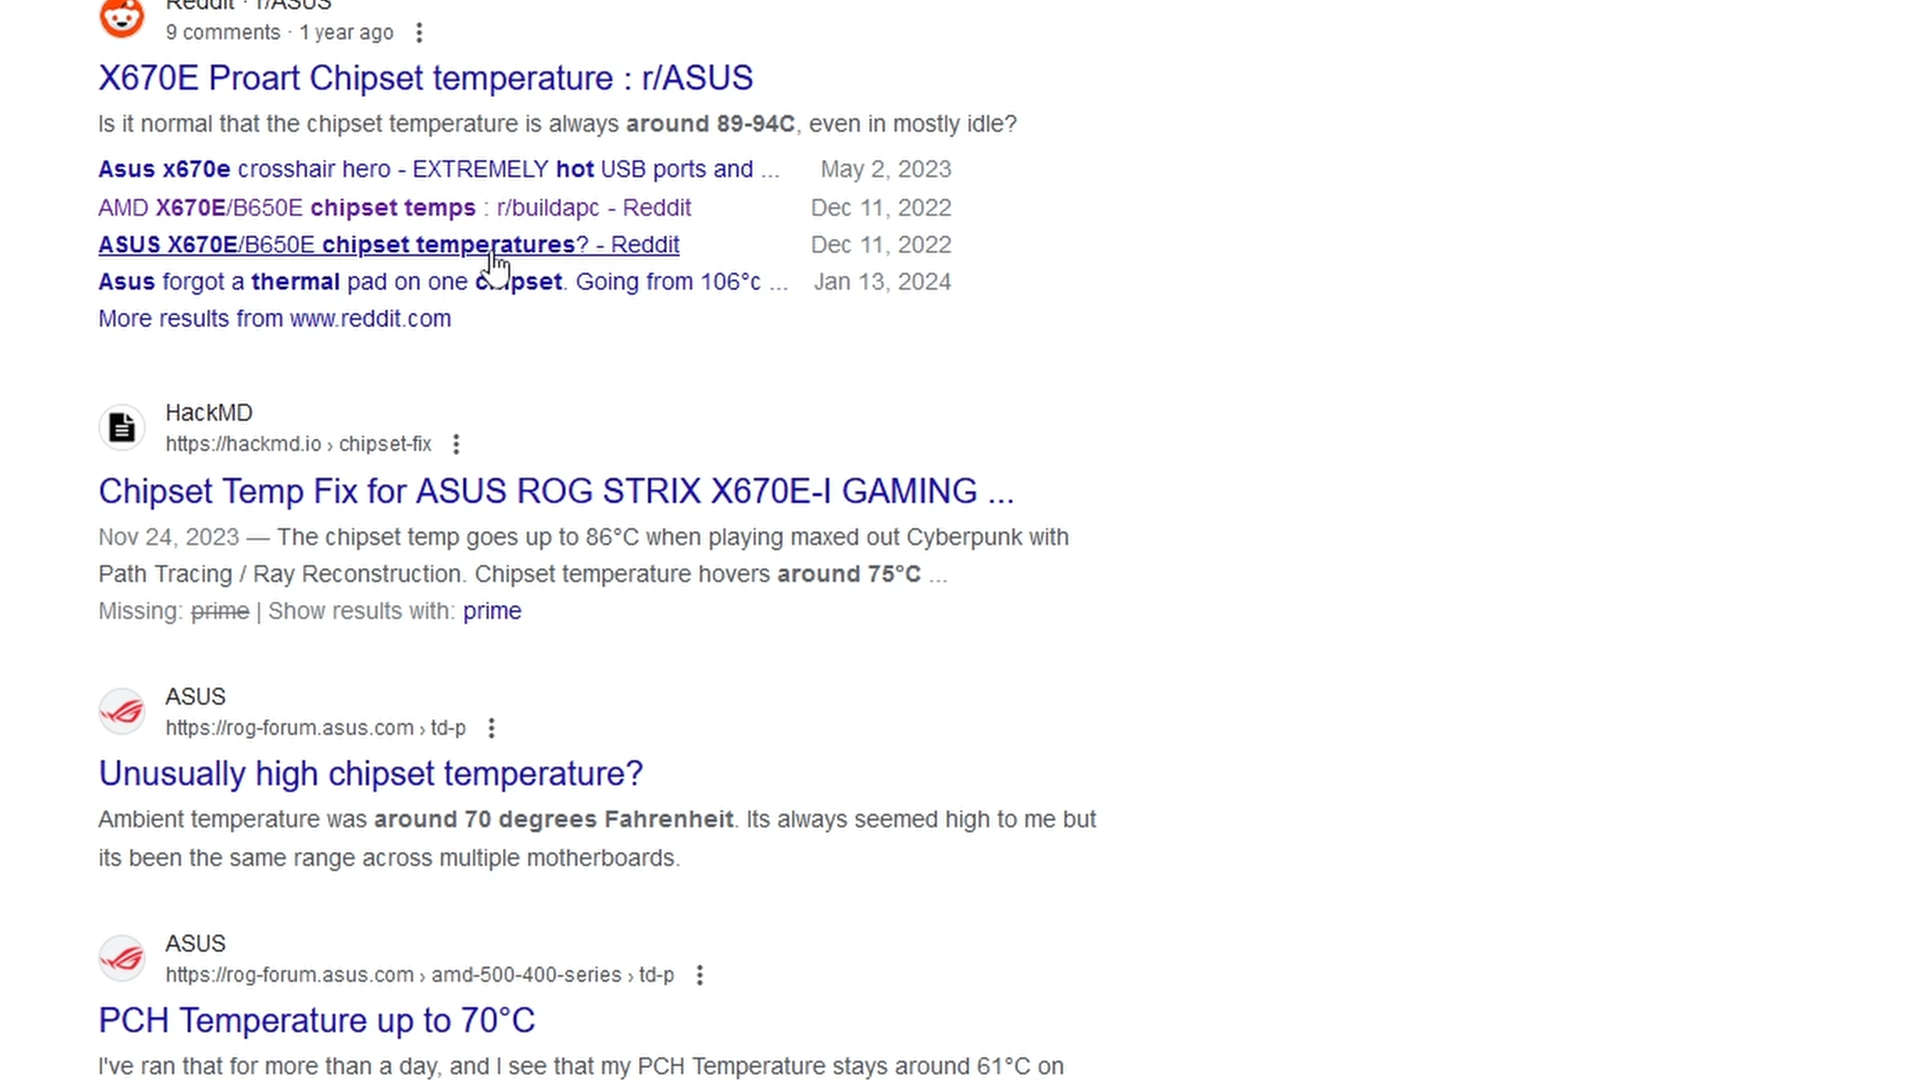 Reddit · r/ASUS
9 comments · 1 year ago
X670E Proart Chipset temperature : r/ASUS
Is it normal that the chipset temperature is always around 89-94C, even in mostly idle?
Asus x670e crosshair hero - EXTREMELY hot USB ports and ... May 2, 2023
AMD X670E/B650E chipset temps : r/buildapc - Reddit Dec 11, 2022
ASUS X670E/B650E chipset temperatures? - Reddit Dec 11, 2022
Asus forgot a thermal pad on one chipset. Going from 106°c ... Jan 13, 2024
More results from www.reddit.com
HackMD
https://hackmd.io › chipset-fix
Chipset Temp Fix for ASUS ROG STRIX X670E-I GAMING ...
Nov 24, 2023 — The chipset temp goes up to 86°C when playing maxed out Cyberpunk with
Path Tracing / Ray Reconstruction. Chipset temperature hovers around 75°C ...
Missing: prime | Show results with: prime
ASUS
https://rog-forum.asus.com › td-p
Unusually high chipset temperature?
Ambient temperature was around 70 degrees Fahrenheit. Its always seemed high to me but
its been the same range across multiple motherboards.
ASUS
https://rog-forum.asus.com › amd-500-400-series › td-p
PCH Temperature up to 70°C
I've ran that for more than a day, and I see that my PCH Temperature stays around 61°C on